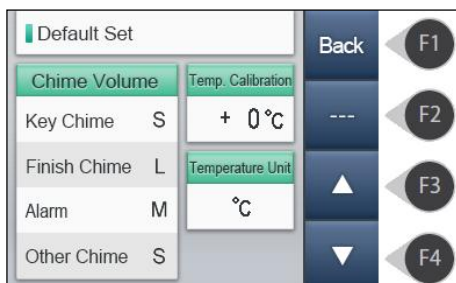 Default Set
Chime Volume
Key Chime S
Finish Chime L
Alarm M
Other Chime S
Temp. Calibration
+ 0℃
Temperature Unit
℃
Back
---
F1
F2
F3
F4